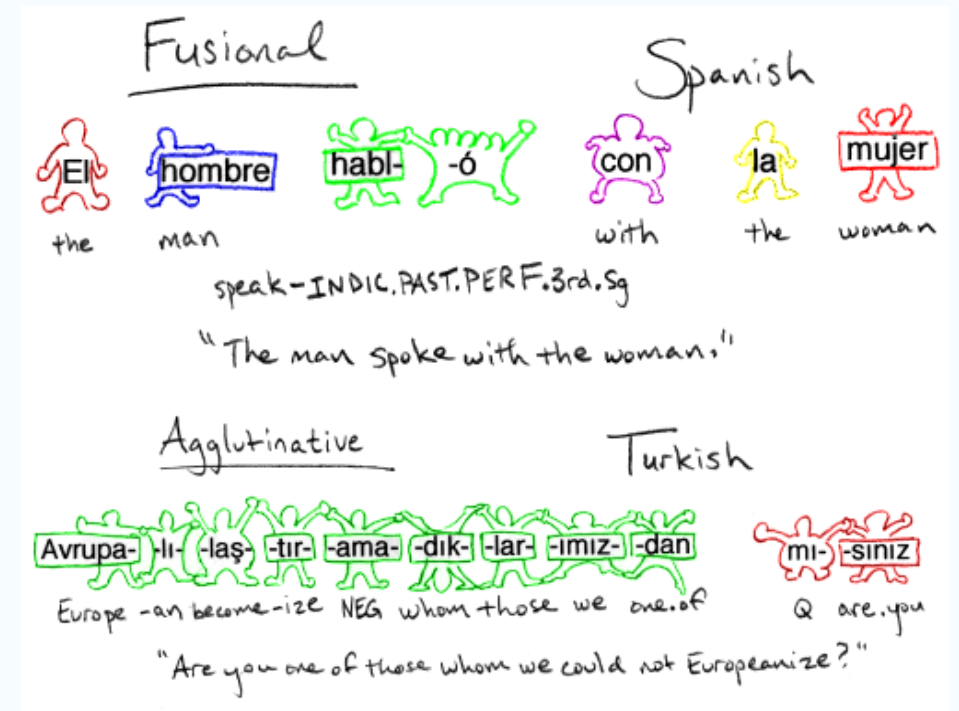 Fusional Spanish
El hombre habl- -ó con la mujer
the man with the woman
speak-INDIC.PAST.PERF.3rd.Sg
"The man spoke with the woman."
Agglutinative Turkish
Avrupa- -lı- -laş- -tır- -ama- -dık- -lar- -ımız- -dan mı- -sınız
Europe -an become -ize NEG whom those we one.of Q are.you
"Are you one of those whom we could not Europeanize?"